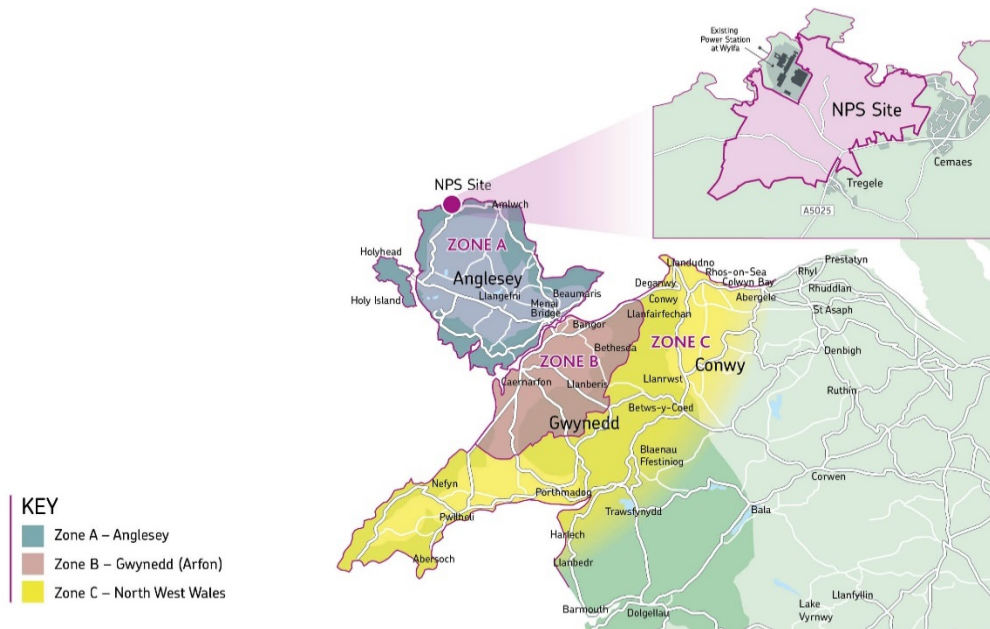 Existing
Power Station
at Wylfa
NPS Site
Cemaes
Tregele
A5025
NPS Site
Amlwch
ZONE A
Holyhead
Anglesey
Llangefni
Beaumaris
Holy Island
Menai
Bridge
Llandudno
Rhos-on-Sea
Colwyn Bay
Prestatyn
Rhyl
Rhuddlan
Deganwy
Conwy
Abergele
Llanfairfechan
St Asaph
Bangor
Bethesda
ZONE B
ZONE C
Conwy
Denbigh
Caernarfon
Llanberis
Llanrwst
Ruthin
Betws-y-Coed
Gwynedd
Blaenau
Ffestiniog
Corwen
Nefyn
Porthmadog
Pwllheli
Trawsfynydd
Bala
Harlech
Abersoch
Llanbedr
Barmouth
Dolgellau
Lake
Vyrnwy
Llanfyllin
KEY
Zone A – Anglesey
Zone B – Gwynedd (Arfon)
Zone C – North West Wales